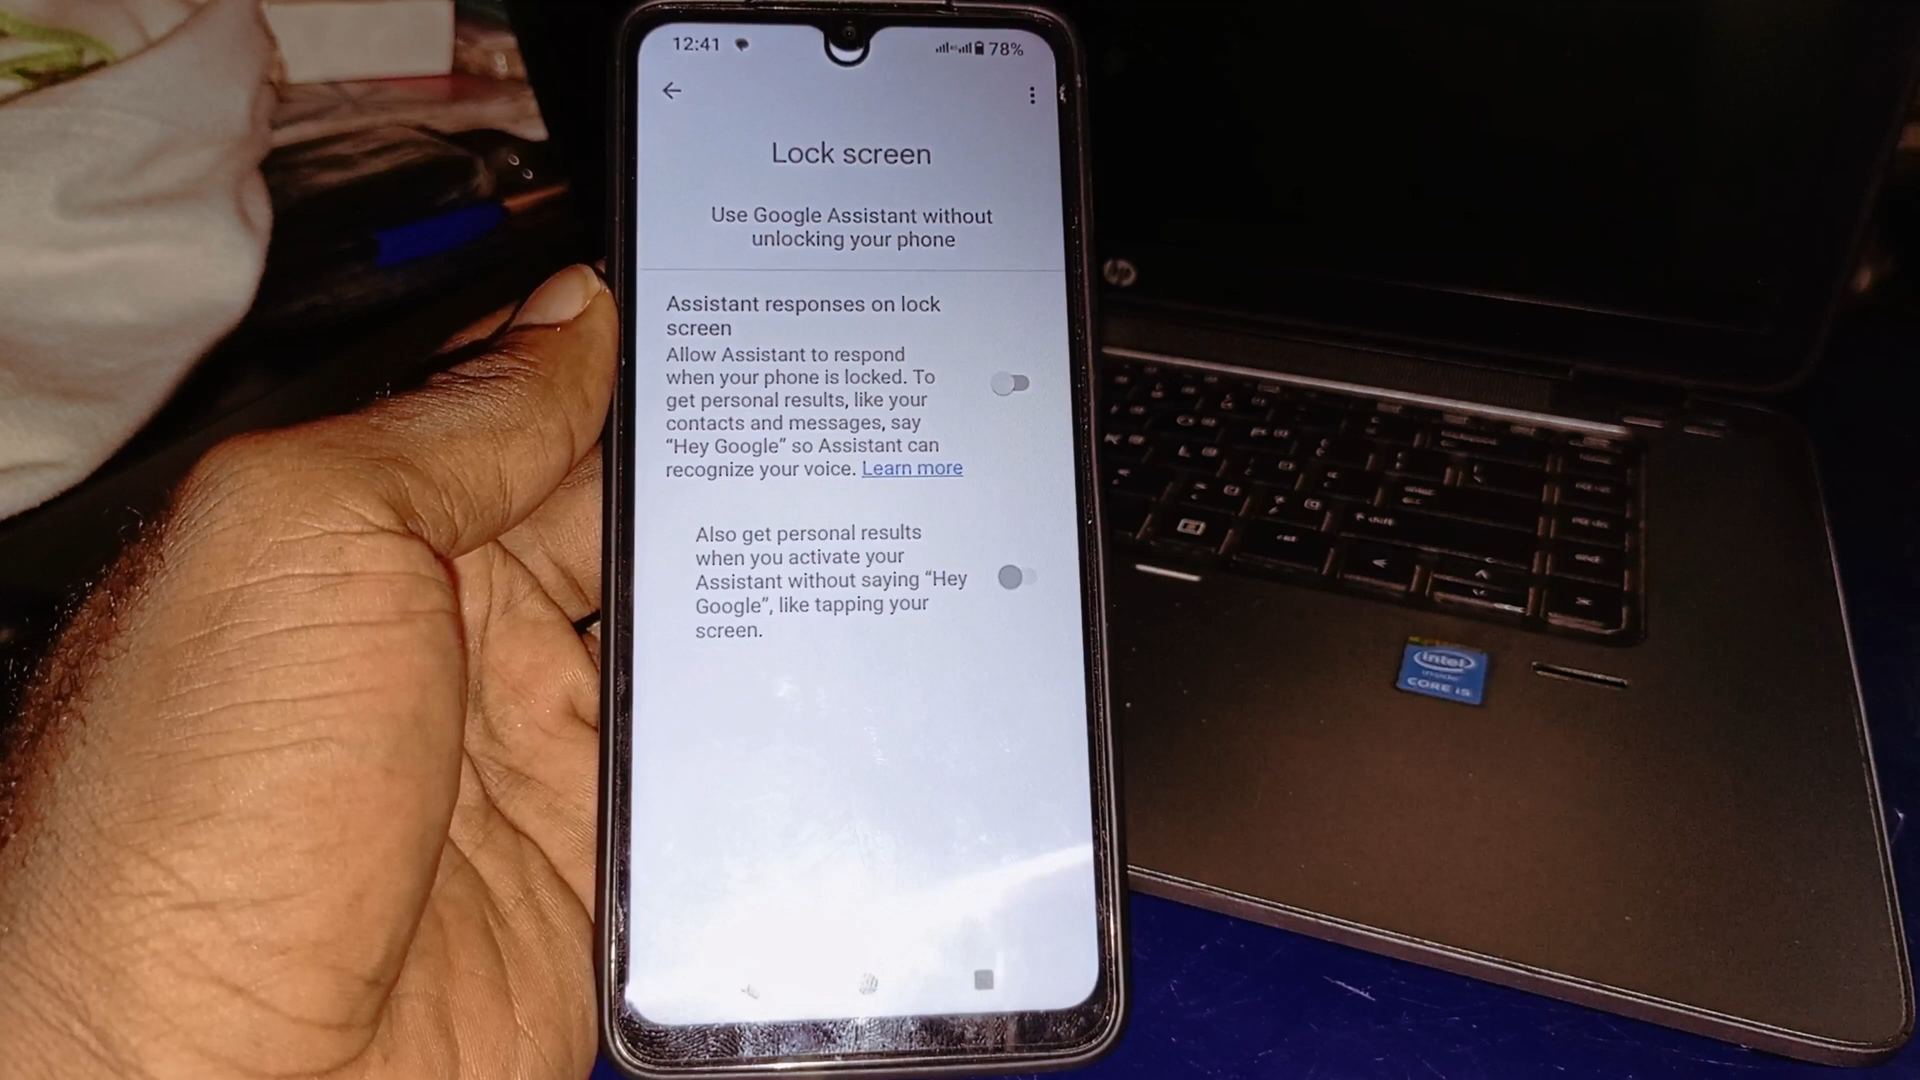 12:41
78%
Lock screen
Use Google Assistant without
unlocking your phone
Assistant responses on lock
screen
Allow Assistant to respond
when your phone is locked. To
get personal results, like your
contacts and messages, say
“Hey Google” so Assistant can
recognize your voice. Learn more
Also get personal results
when you activate your
Assistant without saying “Hey
Google”, like tapping your
screen.
hp
intel
inside
CORE i5